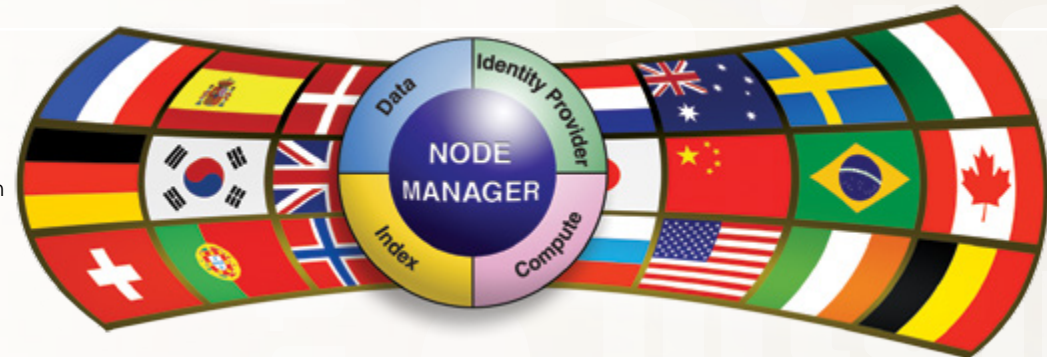 Data
Identity Provider
NODE
MANAGER
Index
Compute
n